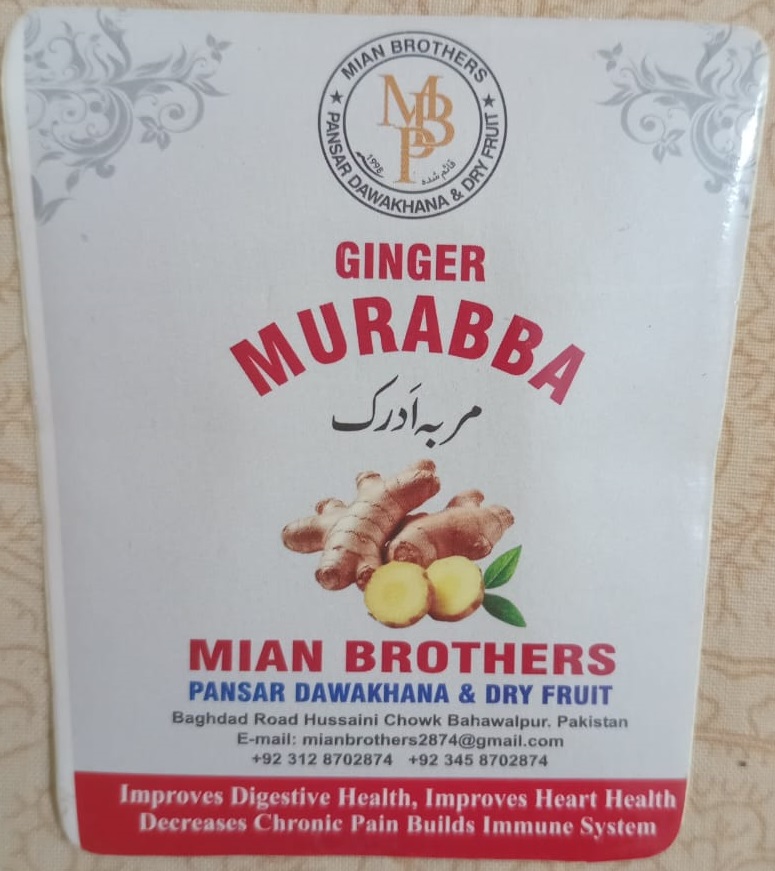 MIAN BROTHERS
MBP
1998 قائم شدہ
PANSAR DAWAKHANA & DRY FRUIT
GINGER
MURABBA
مربہ اَدرک
MIAN BROTHERS
PANSAR DAWAKHANA & DRY FRUIT
Baghdad Road Hussaini Chowk Bahawalpur. Pakistan
E-mail: mianbrothers2874@gmail.com
+92 312 8702874 +92 345 8702874
Improves Digestive Health, Improves Heart Health
Decreases Chronic Pain Builds Immune System